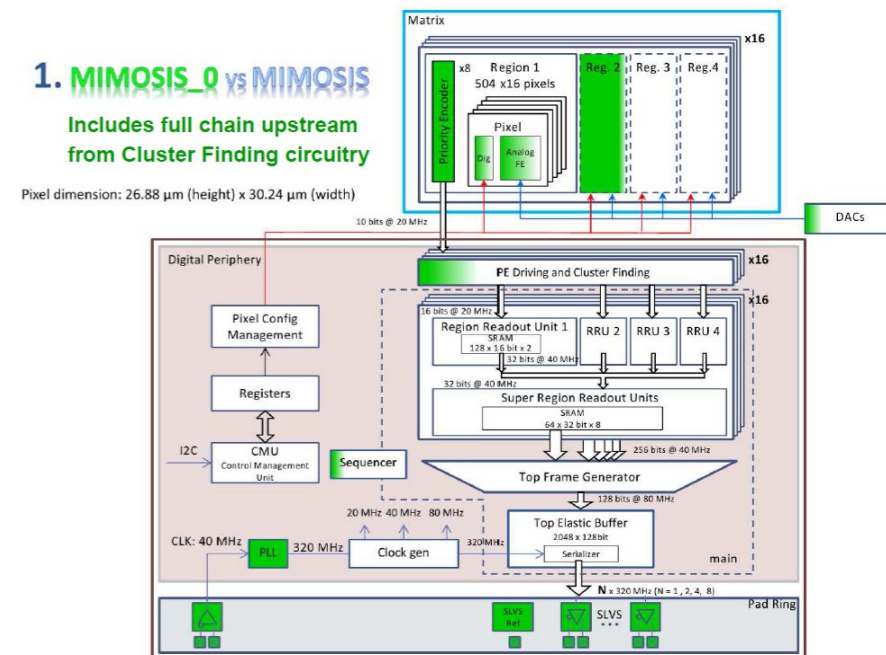 Matrix
x16
1. MIMOSIS_0 vs MIMOSIS
Includes full chain upstream
from Cluster Finding circuitry
Pixel dimension: 26.88 µm (height) x 30.24 µm (width)
Priority Encoder
x8
Region 1
504 x16 pixels
Pixel
Dig
Analog
FE
Reg. 2
Reg. 3
Reg.4
DACs
10 bits @ 20 MHz
Digital Periphery
x16
PE Driving and Cluster Finding
x16
16 bits @ 20 MHz
Region Readout Unit 1
SRAM
128 x 16 bit x 2
RRU 2
RRU 3
RRU 4
32 bits @ 40 MHz
32 bits @ 40 MHz
Super Region Readout Units
SRAM
64 x 32 bit x 8
256 bits @ 40 MHz
Pixel Config
Management
Registers
I2C
CMU
Control Management
Unit
Sequencer
Top Frame Generator
128 bits @ 80 MHz
20 MHz
40 MHz
80 MHz
Top Elastic Buffer
2048 x 128bit
Serializer
CLK: 40 MHz
PLL
320 MHz
Clock gen
320 MHz
main
N x 320 MHz (N = 1 , 2, 4, 8)
Pad Ring
SLVS
Ref
SLVS